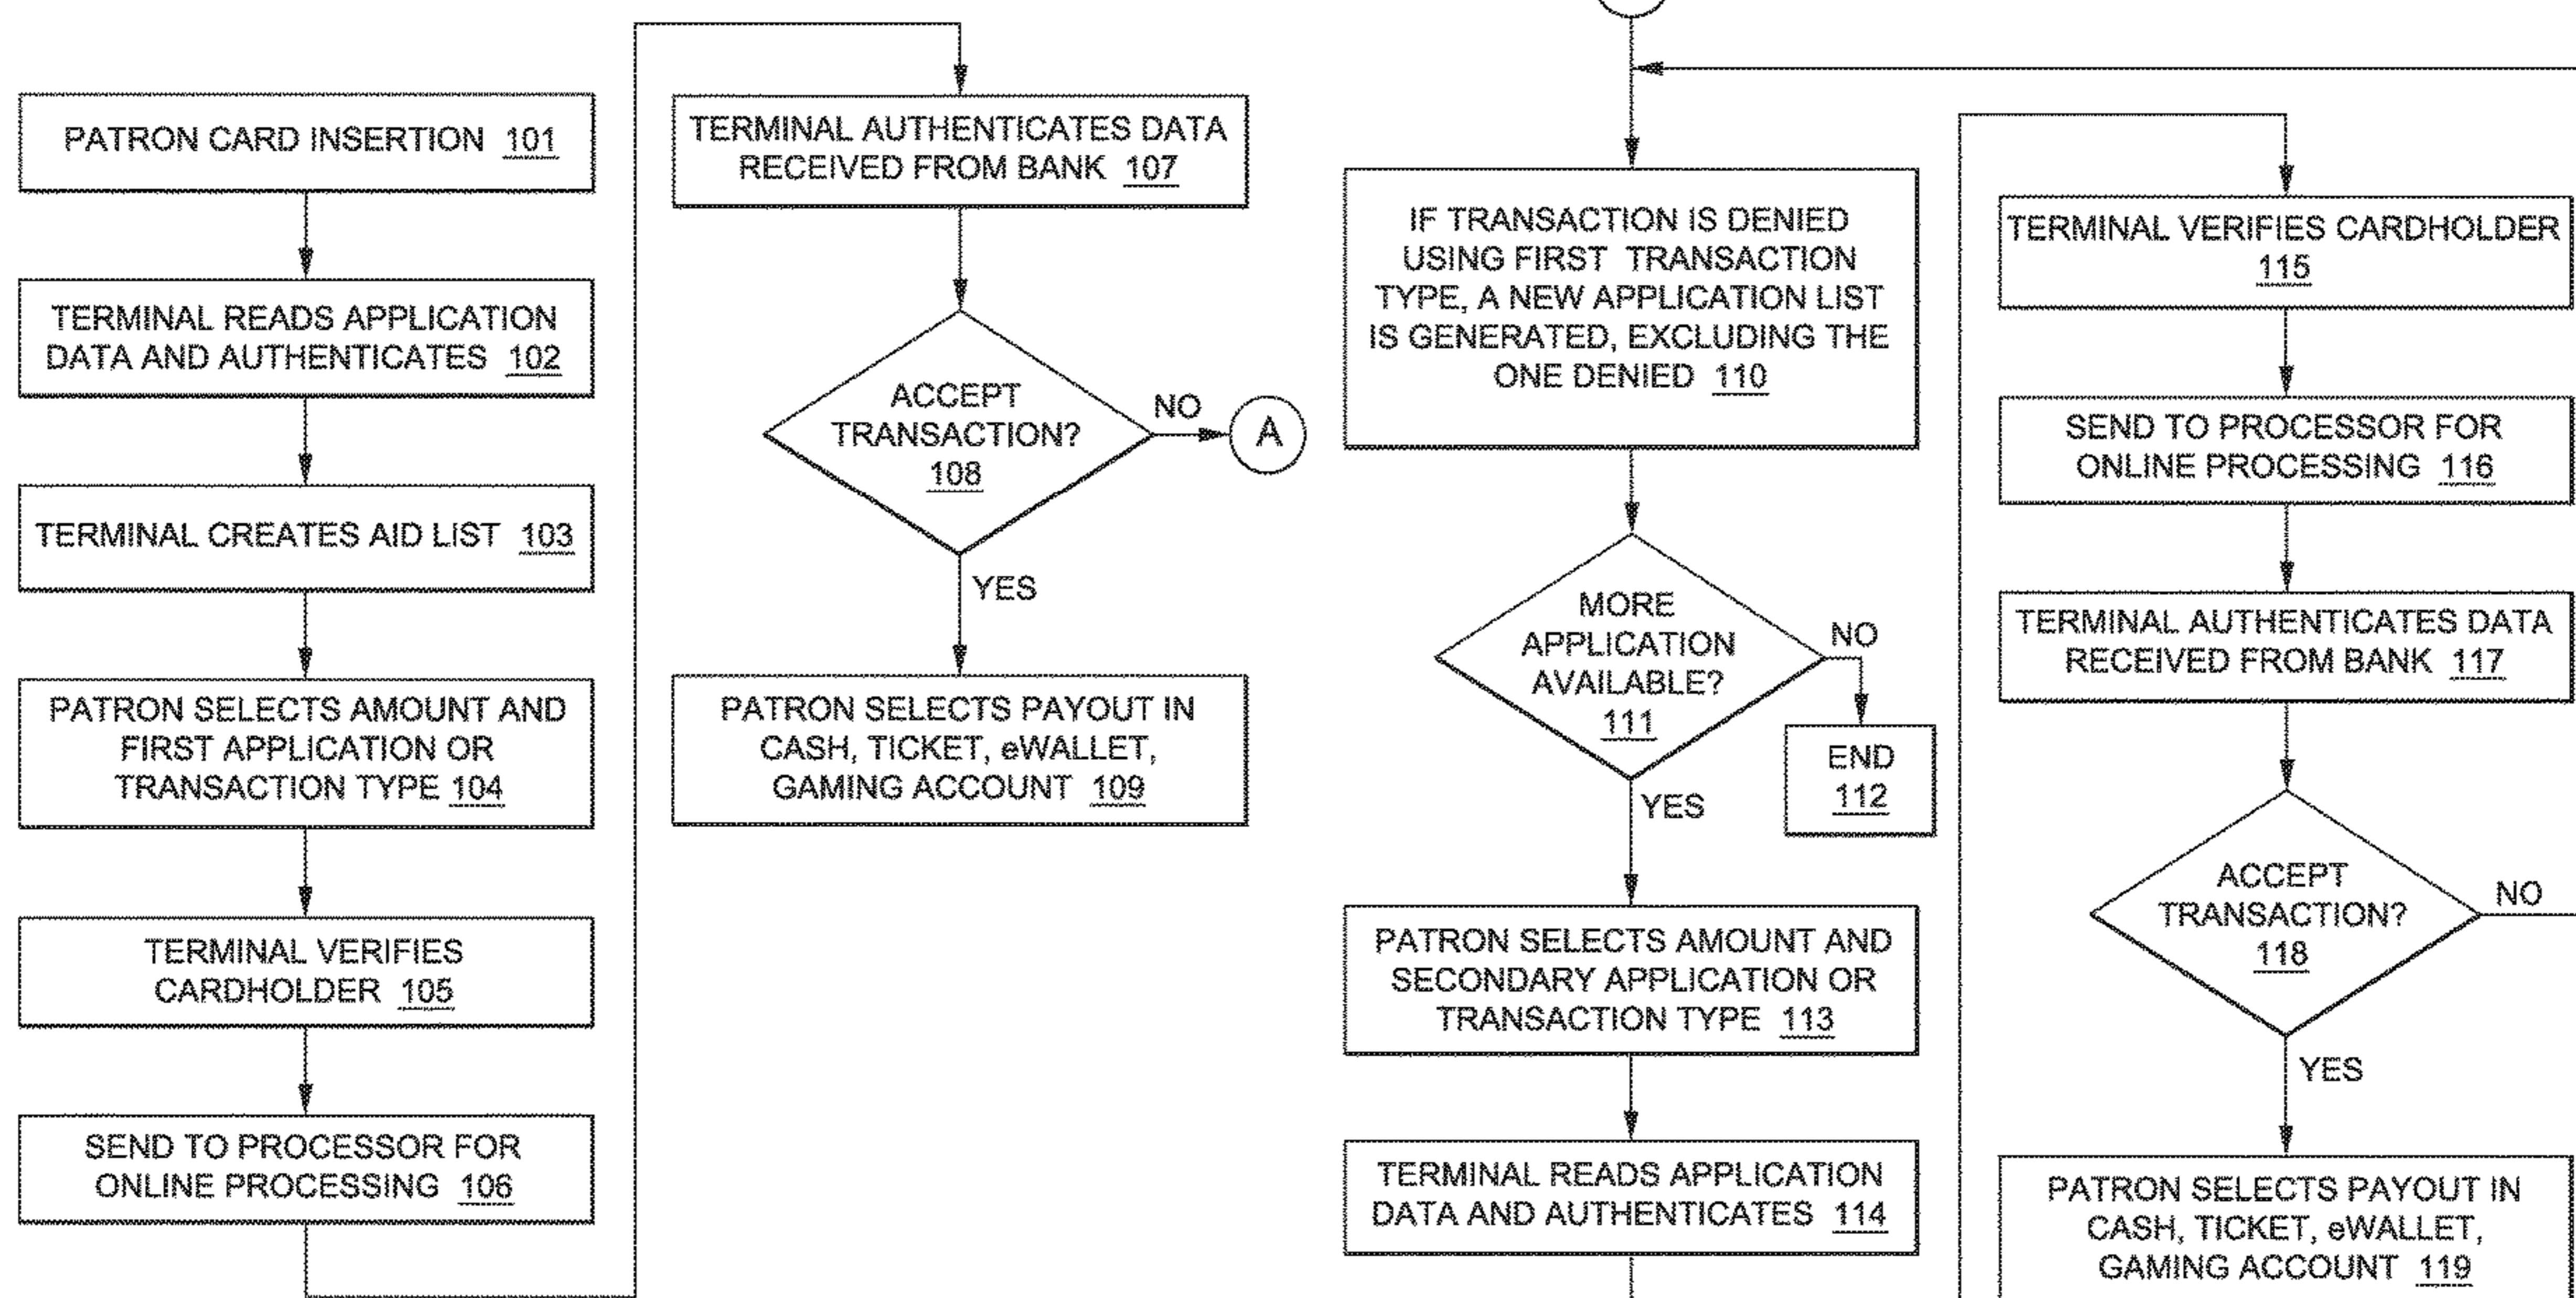 PATRON CARD INSERTION 101
TERMINAL READS APPLICATION
DATA AND AUTHENTICATES 102
TERMINAL CREATES AID LIST 103
PATRON SELECTS AMOUNT AND
FIRST APPLICATION OR
TRANSACTION TYPE 104
TERMINAL VERIFIES
CARDHOLDER 105
SEND TO PROCESSOR FOR
ONLINE PROCESSING 106
TERMINAL AUTHENTICATES DATA
RECEIVED FROM BANK 107
ACCEPT
TRANSACTION?
108
NO
A
YES
PATRON SELECTS PAYOUT IN
CASH, TICKET, eWALLET,
GAMING ACCOUNT 109
IF TRANSACTION IS DENIED
USING FIRST TRANSACTION
TYPE, A NEW APPLICATION LIST
IS GENERATED, EXCLUDING THE
ONE DENIED 110
MORE
APPLICATION
AVAILABLE?
111
NO
END
112
YES
PATRON SELECTS AMOUNT AND
SECONDARY APPLICATION OR
TRANSACTION TYPE 113
TERMINAL READS APPLICATION
DATA AND AUTHENTICATES 114
TERMINAL VERIFIES CARDHOLDER
115
SEND TO PROCESSOR FOR
ONLINE PROCESSING 116
TERMINAL AUTHENTICATES DATA
RECEIVED FROM BANK 117
ACCEPT
TRANSACTION?
118
NO
YES
PATRON SELECTS PAYOUT IN
CASH, TICKET, eWALLET,
GAMING ACCOUNT 119